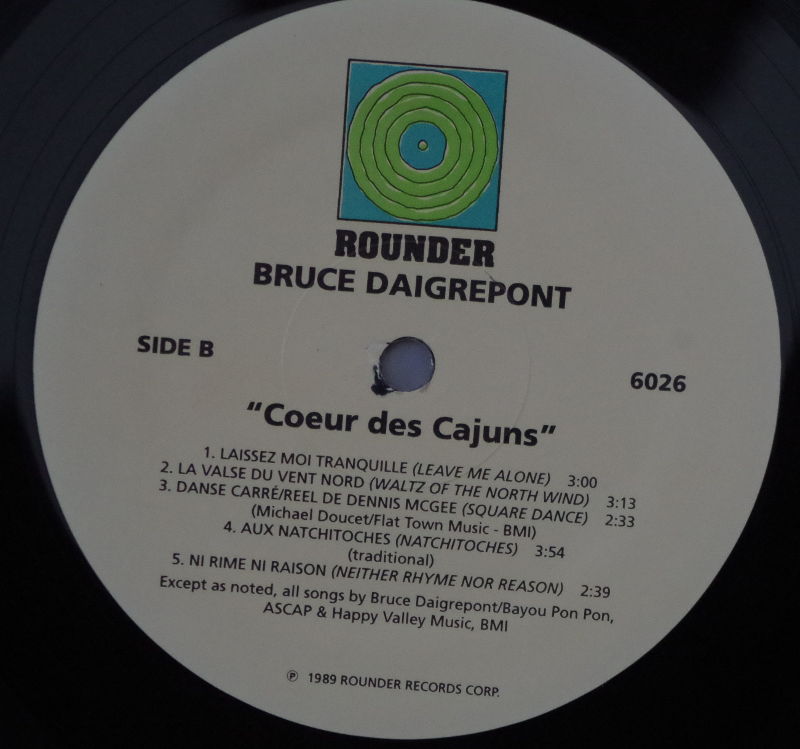 ROUNDER
BRUCE DAIGREPONT
SIDE B
6026
"Coeur des Cajuns"
1. LAISSEZ MOI TRANQUILLE (LEAVE ME ALONE) 3:00
2. LA VALSE DU VENT NORD (WALTZ OF THE NORTH WIND) 3:13
3. DANSE CARRÉ/REEL DE DENNIS MCGEE (SQUARE DANCE) 2:33
(Michael Doucet/Flat Town Music - BMI)
4. AUX NATCHITOCHES (NATCHITOCHES) 3:54
(traditional)
5. NI RIME NI RAISON (NEITHER RHYME NOR REASON) 2:39
Except as noted, all songs by Bruce Daigrepont/Bayou Pon Pon,
ASCAP & Happy Valley Music, BMI
℗ 1989 ROUNDER RECORDS CORP.